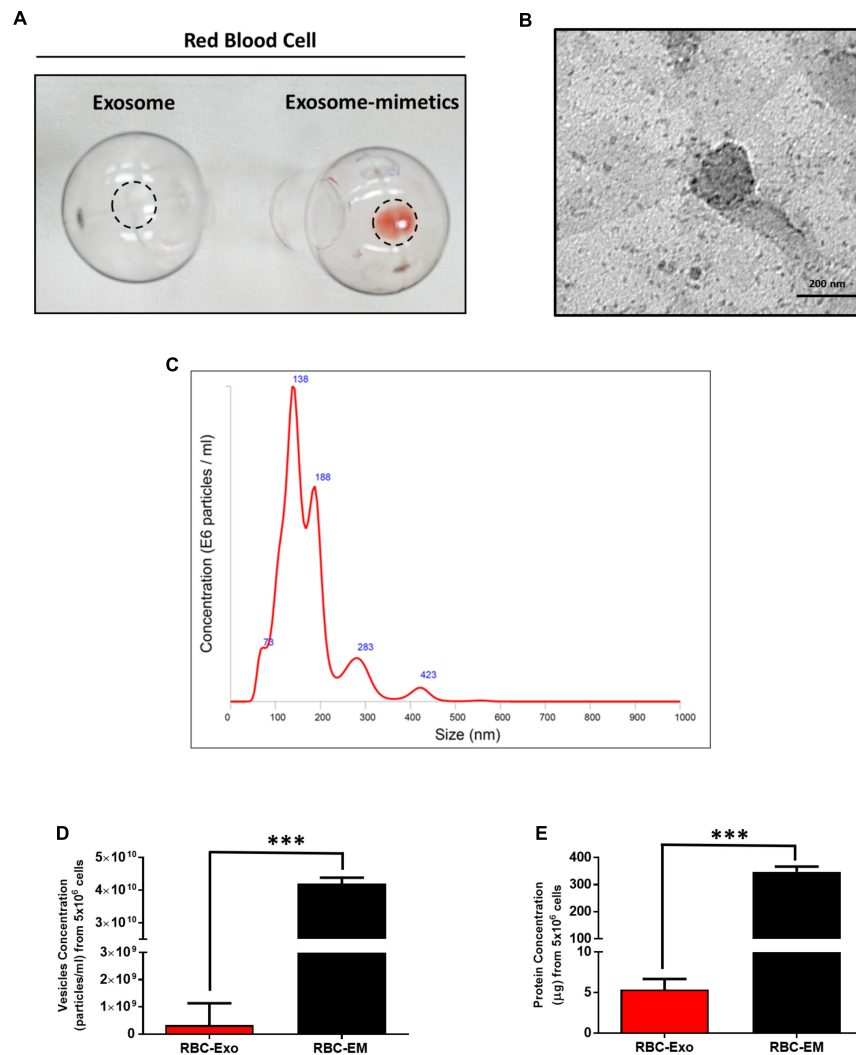 A
Red Blood Cell
Exosome
Exosome-mimetics
B
200 nm
C
138
188
73
283
423
Concentration (E6 particles / ml)
0 100 200 300 400 500 600 700 800 900 1000
Size (nm)
D
***
Vesicles Concentration
(particles/ml) from 5x10⁶ cells
5×10¹⁰
4×10¹⁰
3×10¹⁰
3×10⁹
2×10⁹
1×10⁹
0
RBC-Exo RBC-EM
E
***
Protein Concentration
(µg) from 5x10⁶ cells
400
300
200
100
10
5
0
RBC-Exo RBC-EM